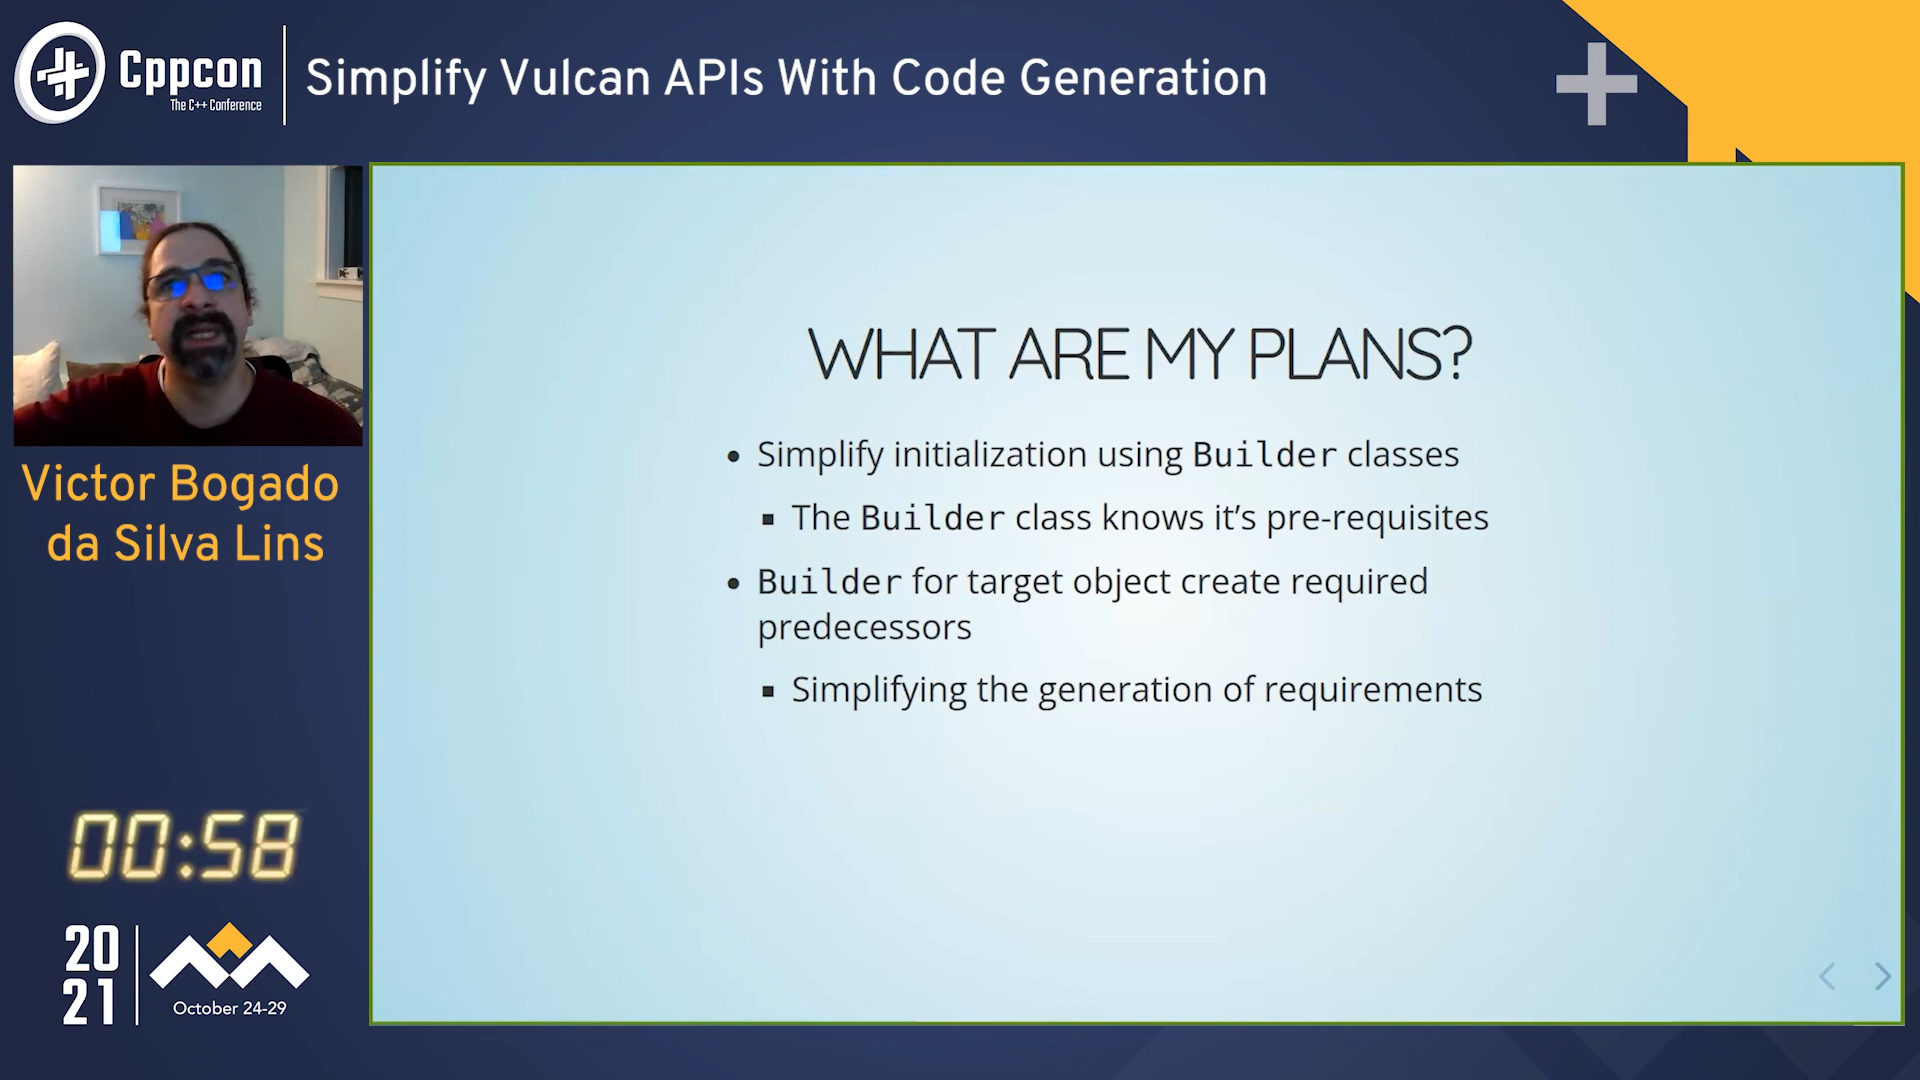 Cppcon
The C++ Conference
Simplify Vulcan APIs With Code Generation
Victor Bogado
da Silva Lins
00:58
20
21
October 24-29
WHAT ARE MY PLANS?
• Simplify initialization using Builder classes
▪ The Builder class knows it’s pre-requisites
• Builder for target object create required
predecessors
▪ Simplifying the generation of requirements